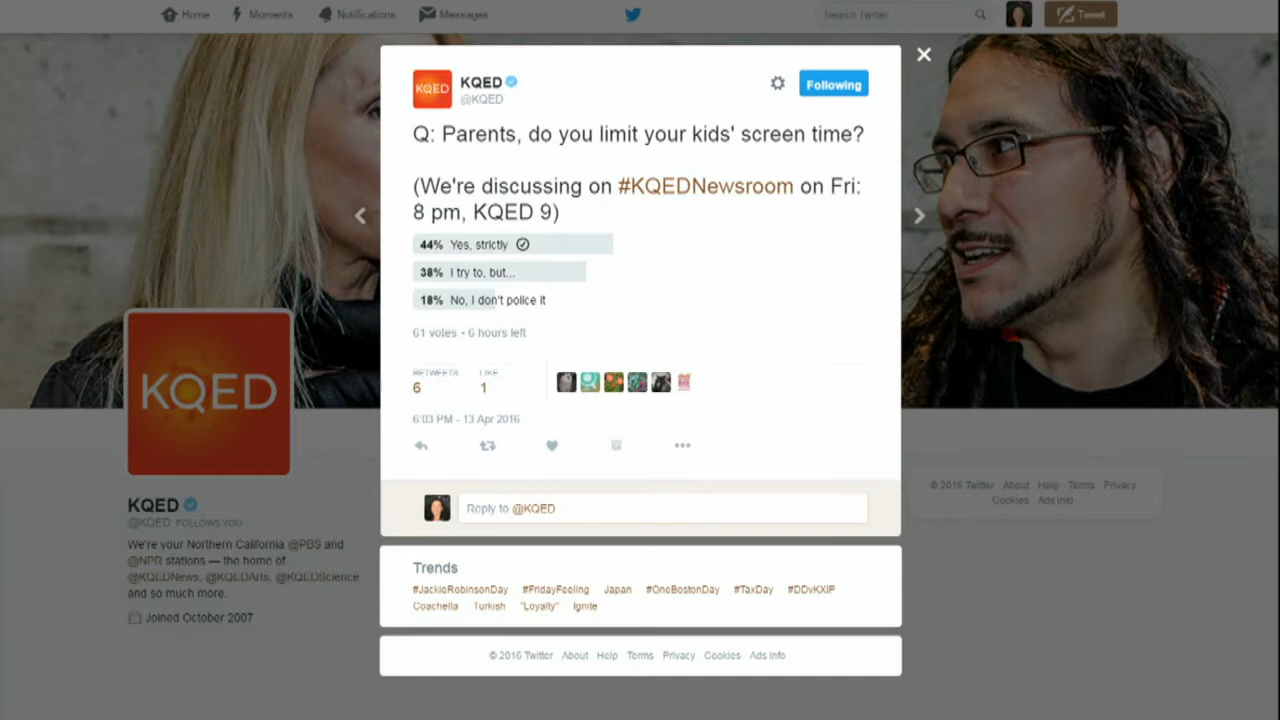 Home Moments Notifications Messages Search Twitter Tweet
KQED
KQED
@KQED
Following
Q: Parents, do you limit your kids' screen time?
(We're discussing on #KQEDNewsroom on Fri:
8 pm, KQED 9)
44% Yes, strictly
38% I try to, but...
18% No, I don't police it
61 votes • 6 hours left
RETWEETS LIKE
6 1
6:03 PM - 13 Apr 2016
Reply to @KQED
Trends
#JackieRobinsonDay #FridayFeeling Japan #OneBostonDay #TaxDay #DDvKXIP
Coachella Turkish "Loyalty" Ignite
© 2016 Twitter About Help Terms Privacy Cookies Ads info
KQED
KQED
@KQED FOLLOWS YOU
We're your Northern California @PBS and
@NPR stations — the home of
@KQEDNews, @KQEDArts, @KQEDScience
and so much more.
Joined October 2007
© 2016 Twitter About Help Terms Privacy
Cookies Ads info